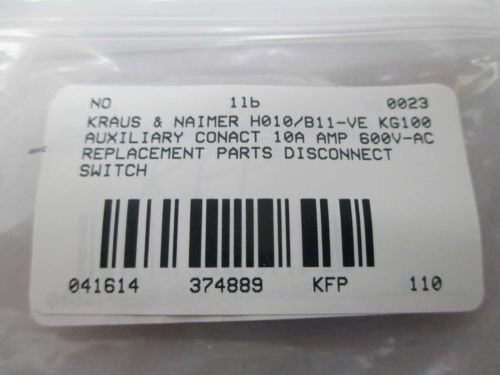 NO 11b 0023
KRAUS & NAIMER H010/B11-VE KG100
AUXILIARY CONACT 10A AMP 600V-AC
REPLACEMENT PARTS DISCONNECT
SWITCH
041614 374889 KFP 110